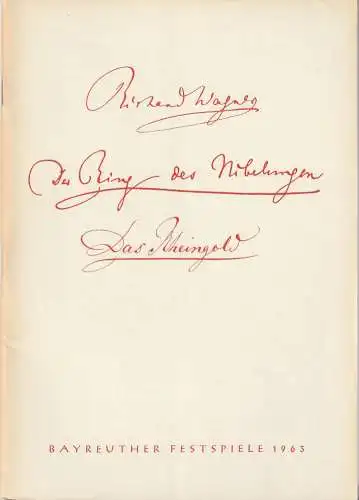 Richard Wagner
Der Ring des Nibelungen
Das Rheingold
BAYREUTHER FESTSPIELE 1963